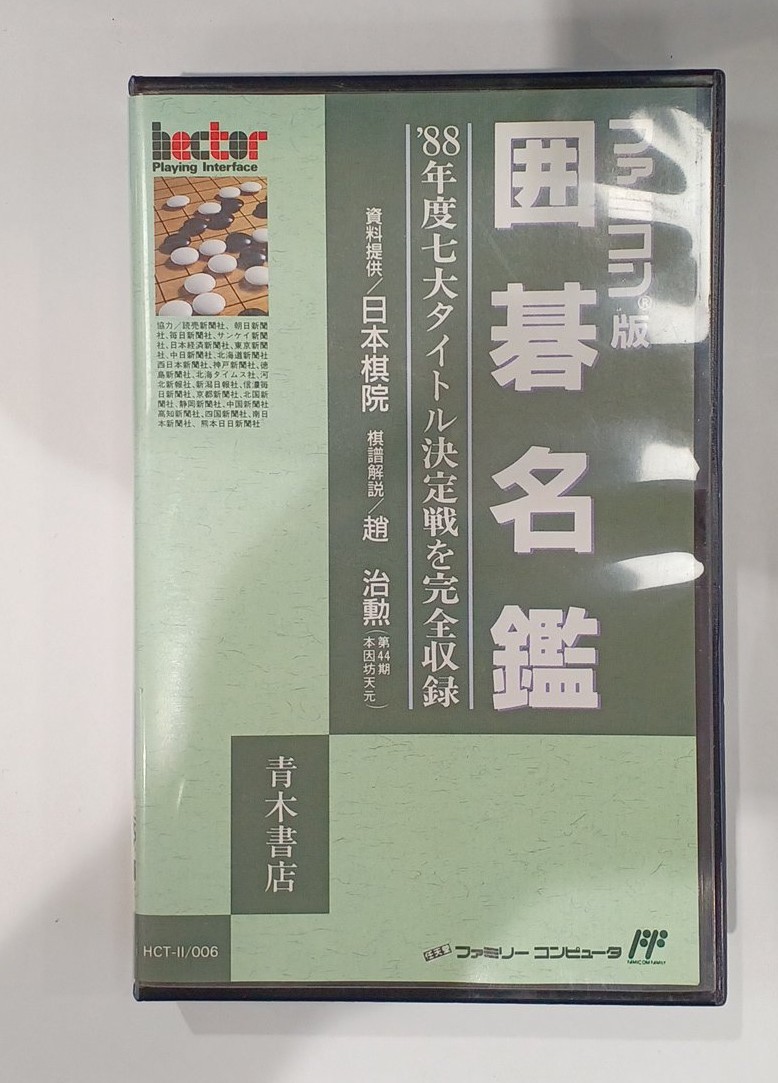 ファミコン®版
囲碁名鑑
'88年度七大タイトル決定戦を完全収録
資料提供/日本棋院 棋譜解説/趙 治勲(第44期本因坊天元)
hector
Playing Interface
協力/読売新聞社、朝日新聞
社、毎日新聞社、サンケイ新聞
社、日本経済新聞社、東京新聞
社、中日新聞社、北海道新聞社
西日本新聞社、神戸新聞社、徳
島新聞社、北海タイムス社、河
北新報社、新潟日報社、信濃毎
日新聞社、京都新聞社、北国新
聞社、静岡新聞社、中国新聞社
高知新聞社、四国新聞社、南日
本新聞社、熊本日日新聞社
青木書店
HCT-II/006
任天堂 ファミリー コンピュータ
FAMICOM FAMILY